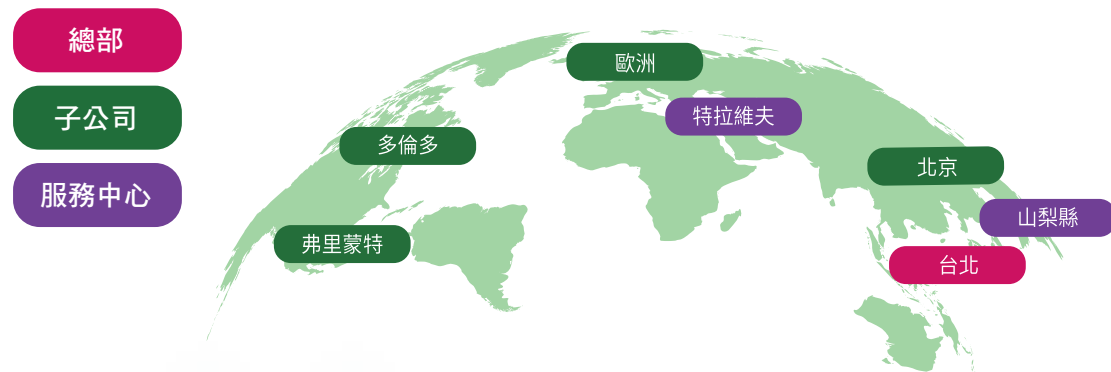 總部
子公司
服務中心
歐洲
特拉維夫
多倫多
北京
山梨縣
弗里蒙特
台北